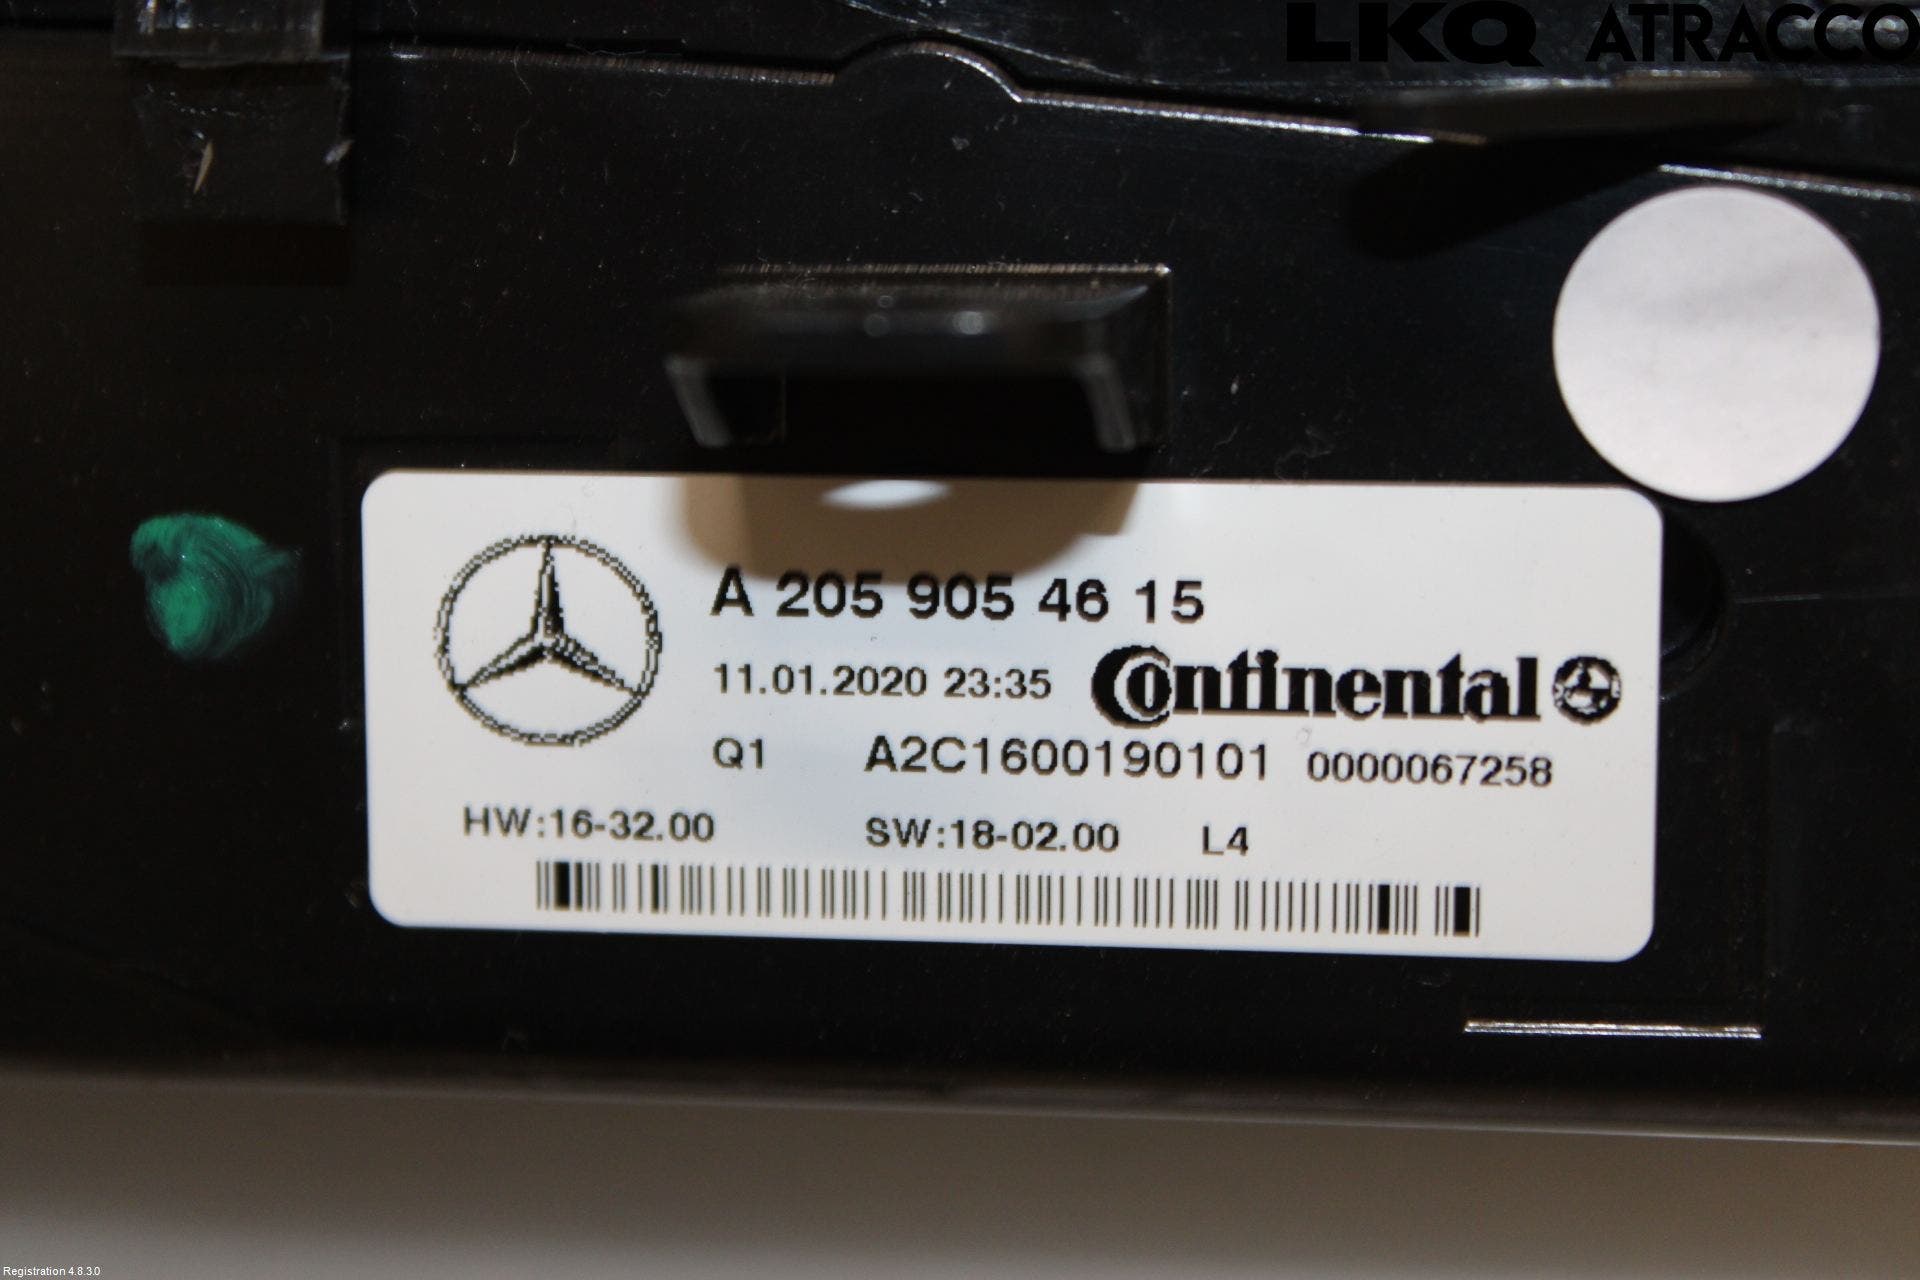 LKQ ATRACCO
A 205 905 46 15
11.01.2020 23:35 Continental
Q1 A2C1600190101 0000067258
HW:16-32.00 SW:18-02.00 L4
Registration 4.8.3.0